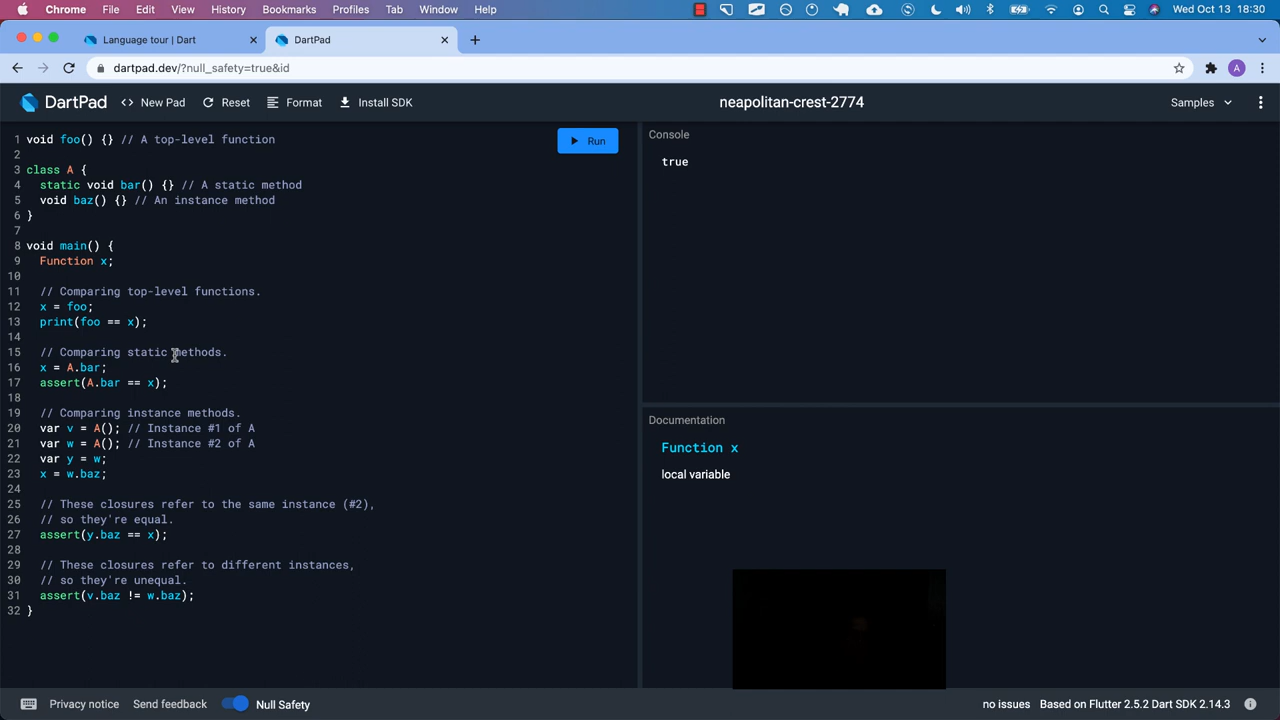 Chrome File Edit View History Bookmarks Profiles Tab Window Help Wed Oct 13 18:30
Language tour | Dart DartPad
dartpad.dev/?null_safety=true&id A
DartPad <> New Pad Reset Format Install SDK neapolitan-crest-2774 Samples
1 void foo() {} // A top-level function
2
3 class A {
4 static void bar() {} // A static method
5 void baz() {} // An instance method
6 }
7
8 void main() {
9 Function x;
10
11 // Comparing top-level functions.
12 x = foo;
13 print(foo == x);
14
15 // Comparing static methods.
16 x = A.bar;
17 assert(A.bar == x);
18
19 // Comparing instance methods.
20 var v = A(); // Instance #1 of A
21 var w = A(); // Instance #2 of A
22 var y = w;
23 x = w.baz;
24
25 // These closures refer to the same instance (#2),
26 // so they're equal.
27 assert(y.baz == x);
28
29 // These closures refer to different instances,
30 // so they're unequal.
31 assert(v.baz != w.baz);
32 }
Run
Console
true
Documentation
Function x
local variable
Privacy notice Send feedback Null Safety no issues Based on Flutter 2.5.2 Dart SDK 2.14.3